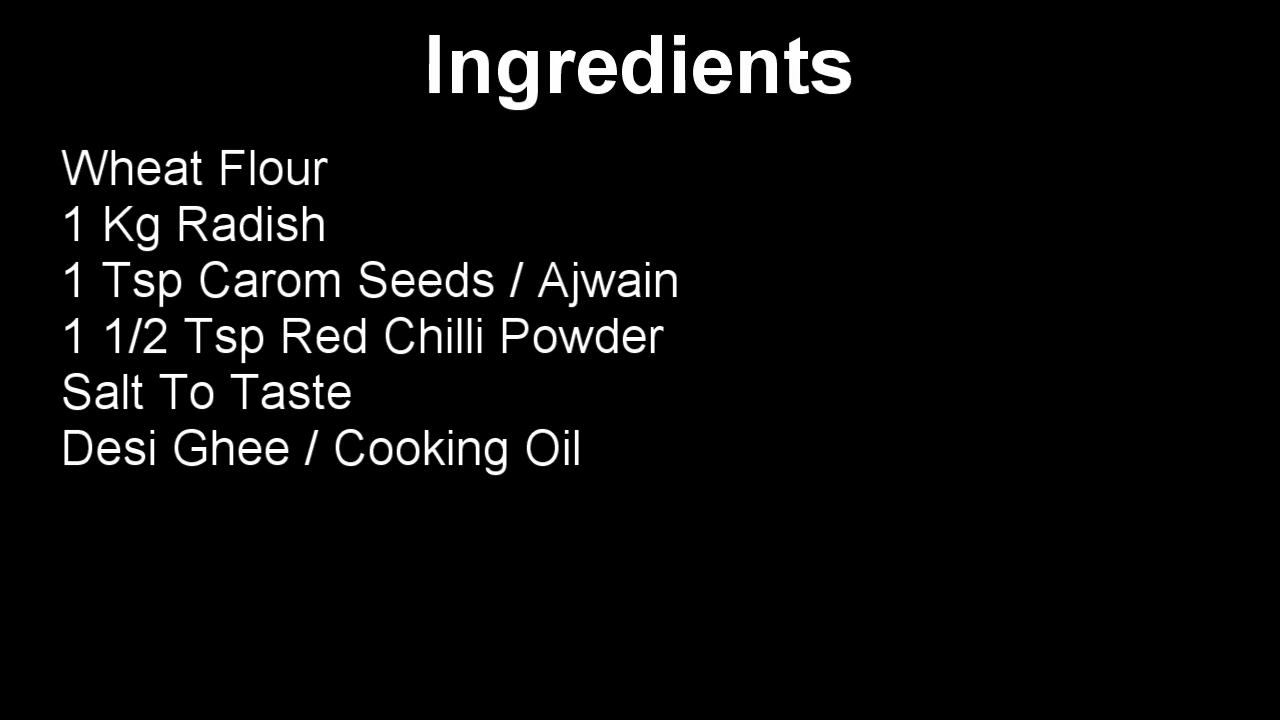 Ingredients
Wheat Flour
1 Kg Radish
1 Tsp Carom Seeds / Ajwain
1 1/2 Tsp Red Chilli Powder
Salt To Taste
Desi Ghee / Cooking Oil